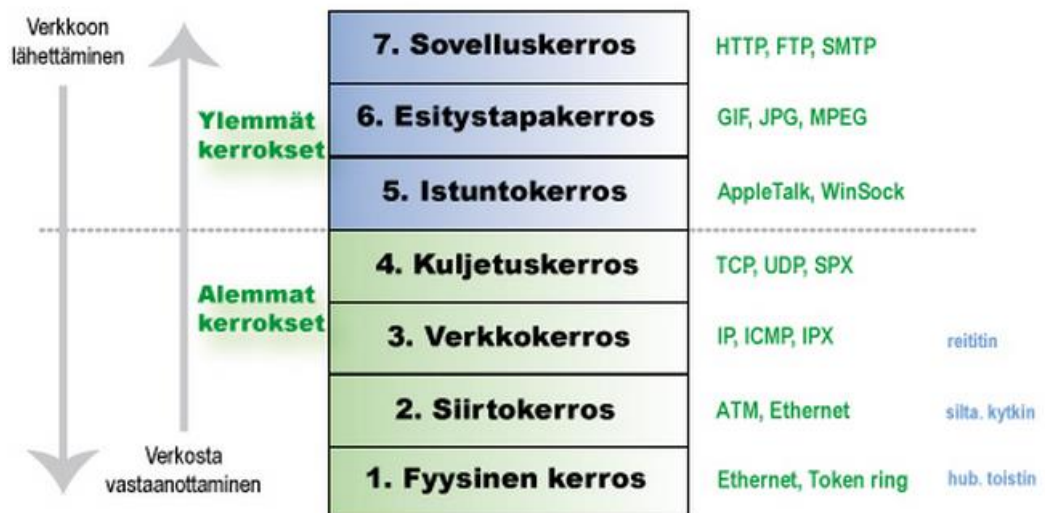 Verkkoon
lähettäminen
7. Sovelluskerros
HTTP, FTP, SMTP
Ylemmät
kerrokset
6. Esitystapakerros
GIF, JPG, MPEG
5. Istuntokerros
AppleTalk, WinSock
4. Kuljetuskerros
TCP, UDP, SPX
Alemmat
kerrokset
3. Verkkokerros
IP, ICMP, IPX
reititin
2. Siirtokerros
ATM, Ethernet
silta. kytkin
Verkosta
vastaanottaminen
1. Fyysinen kerros
Ethernet, Token ring
hub. toistin